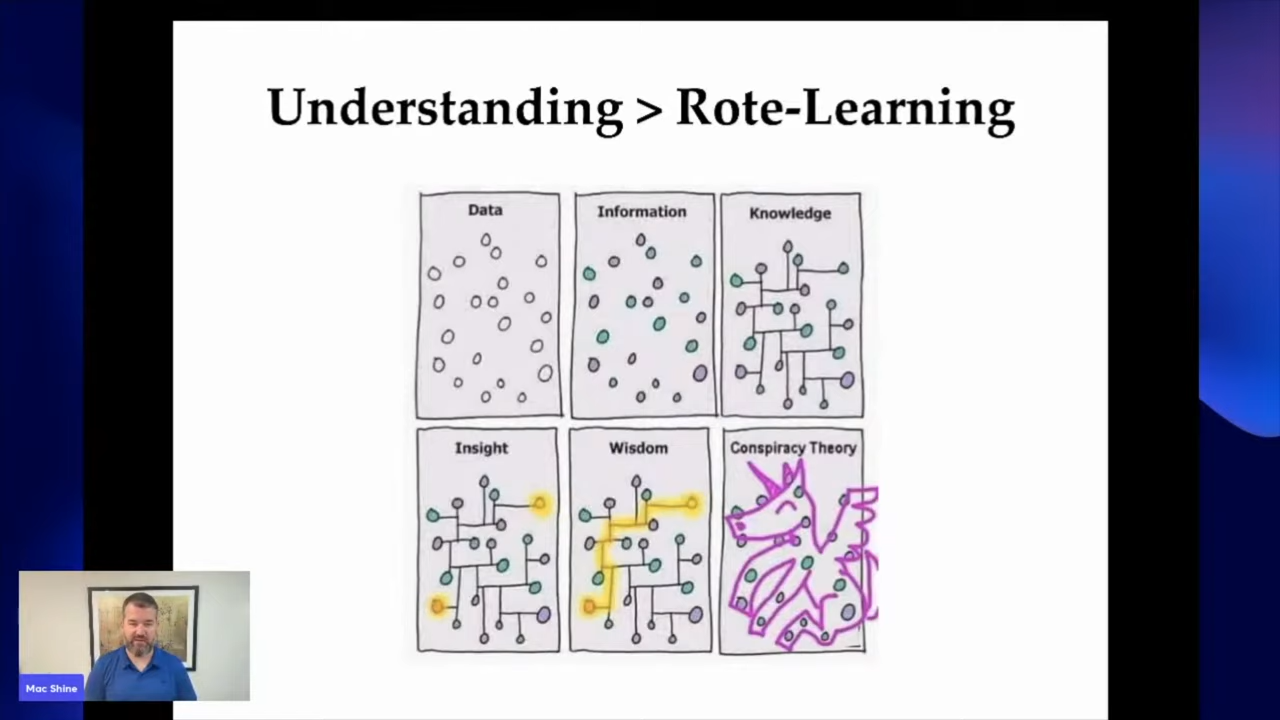 Understanding > Rote-Learning
Data
Information
Knowledge
Insight
Wisdom
Conspiracy Theory
Mac Shine